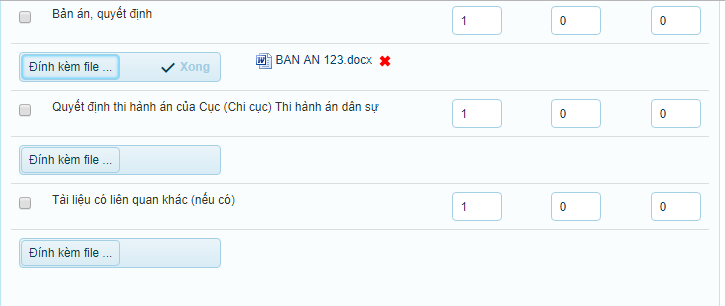 Bản án, quyết định 1 0 0
Đính kèm file ... Xong BAN AN 123.docx
Quyết định thi hành án của Cục (Chi cục) Thi hành án dân sự 1 0 0
Đính kèm file ...
Tài liệu có liên quan khác (nếu có) 1 0 0
Đính kèm file ...